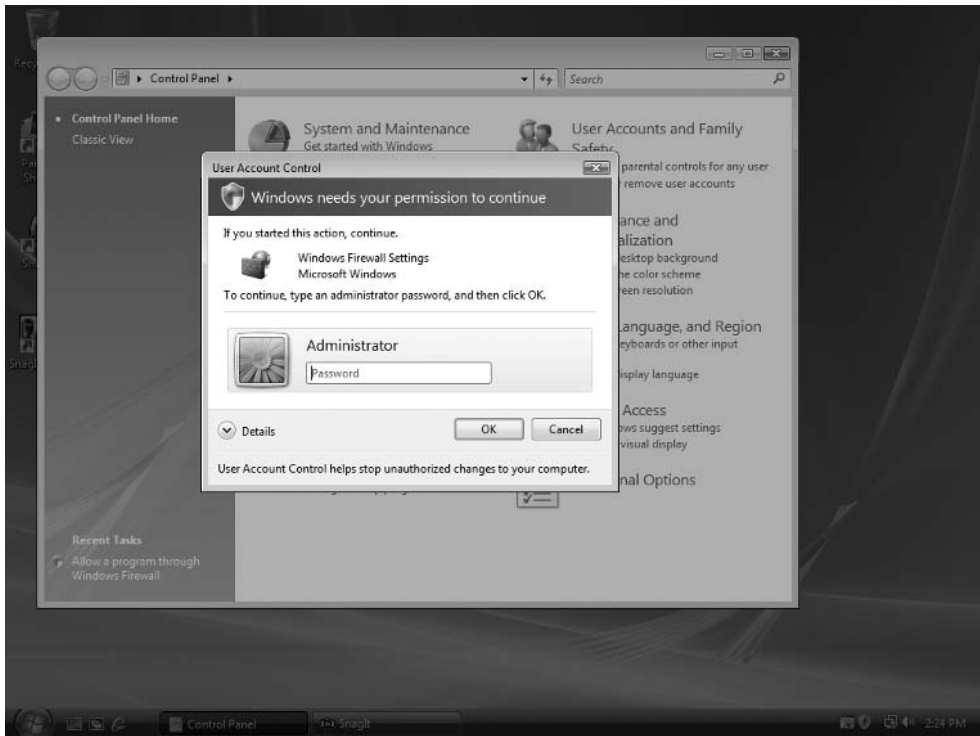 Control Panel
Search
Control Panel Home
Classic View
System and Maintenance
Get started with Windows
User Accounts and Family
Safety
parental controls for any user
remove user accounts
User Account Control
Windows needs your permission to continue
If you started this action, continue.
Windows Firewall Settings
Microsoft Windows
To continue, type an administrator password, and then click OK.
Administrator
Password
Details
OK
Cancel
User Account Control helps stop unauthorized changes to your computer.
ance and
alization
esktop background
he color scheme
reen resolution
Language, and Region
eyboards or other input
isplay language
Access
ows suggest settings
visual display
nal Options
Recent Tasks
Allow a program through
Windows Firewall
Control Panel
SnagIt
2:24 PM